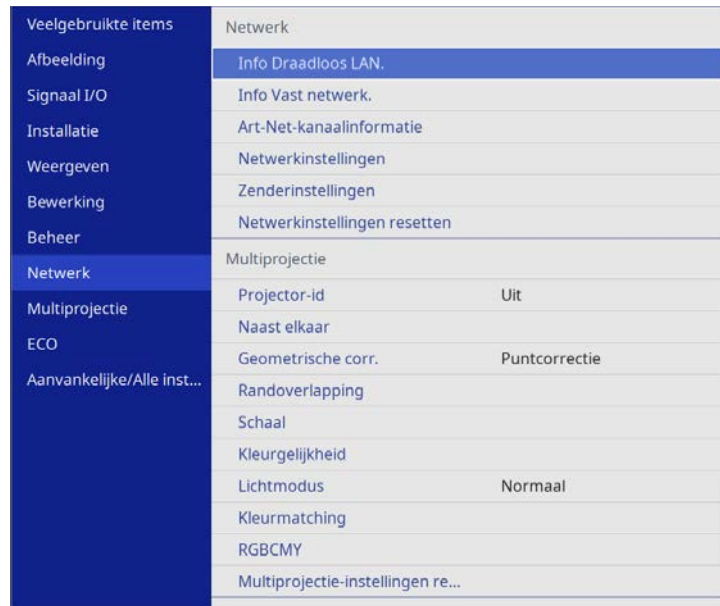 Veelgebruikte items
Afbeelding
Signaal I/O
Installatie
Weergeven
Bewerking
Beheer
Netwerk
Multiprojectie
ECO
Aanvankelijke/Alle inst...
Netwerk
Info Draadloos LAN.
Info Vast netwerk.
Art-Net-kanaalinformatie
Netwerkinstellingen
Zenderinstellingen
Netwerkinstellingen resetten
Multiprojectie
Projector-id Uit
Naast elkaar
Geometrische corr. Puntcorrectie
Randoverlapping
Schaal
Kleurgelijkheid
Lichtmodus Normaal
Kleurmatching
RGBCMY
Multiprojectie-instellingen re...